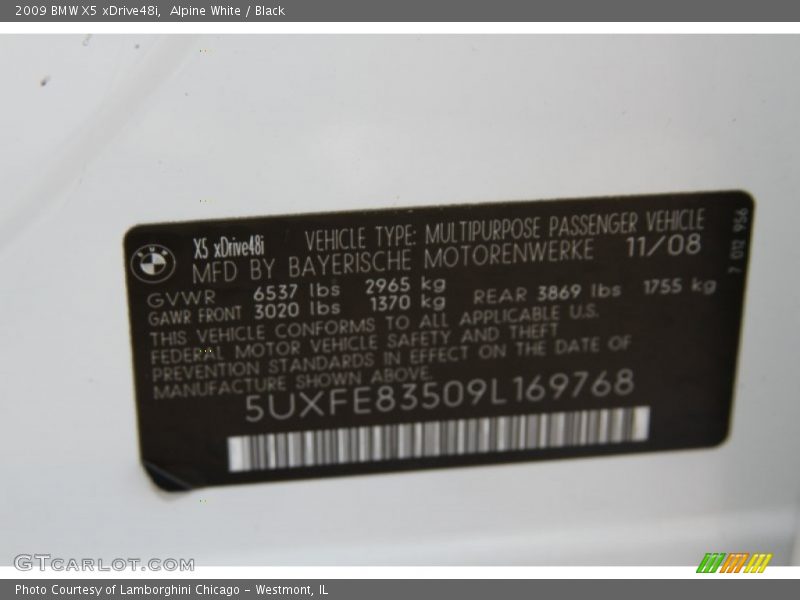 2009 BMW X5 xDrive48i, Alpine White / Black
BMW
X5 xDrive48i VEHICLE TYPE: MULTIPURPOSE PASSENGER VEHICLE
MFD BY BAYERISCHE MOTORENWERKE 11/08
GVWR 6537 lbs 2965 kg
GAWR FRONT 3020 lbs 1370 kg REAR 3869 lbs 1755 kg
THIS VEHICLE CONFORMS TO ALL APPLICABLE U.S.
FEDERAL MOTOR VEHICLE SAFETY AND THEFT
PREVENTION STANDARDS IN EFFECT ON THE DATE OF
MANUFACTURE SHOWN ABOVE.
5UXFE83509L169768
7 012 956
GTCARLOT.COM
Photo Courtesy of Lamborghini Chicago - Westmont, IL